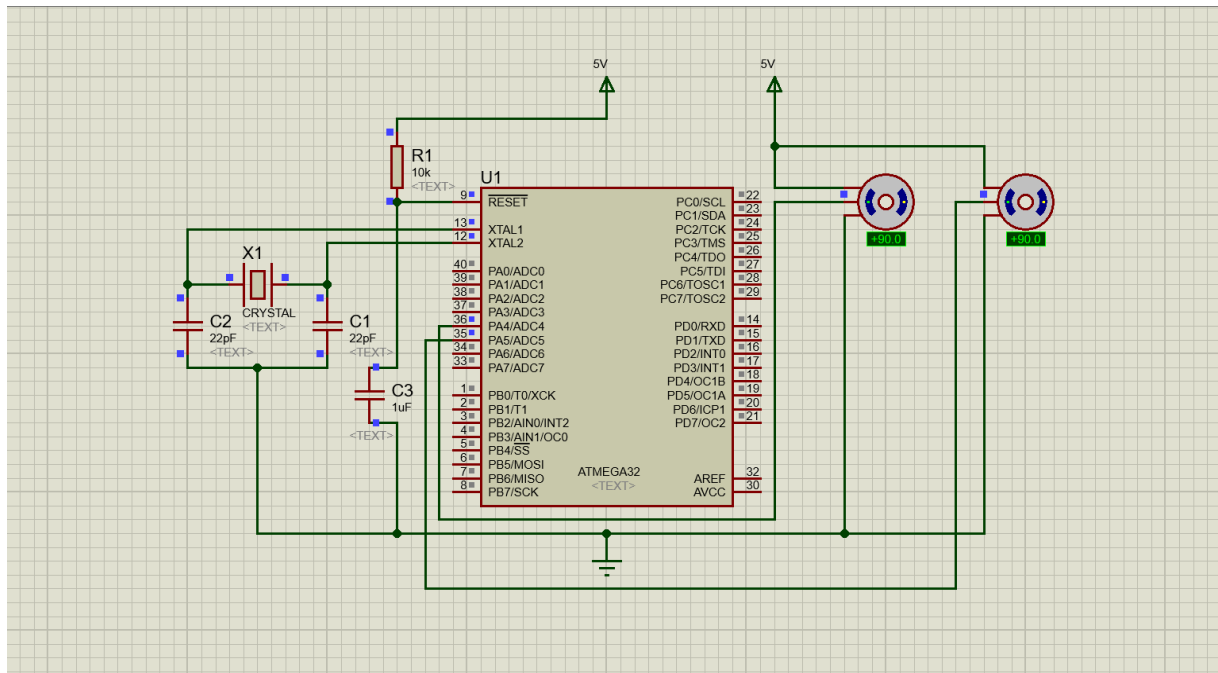 5V
5V
R1
10k
<TEXT>
U1
9
RESET
13
XTAL1
12
XTAL2
40
PA0/ADC0
39
PA1/ADC1
38
PA2/ADC2
37
PA3/ADC3
36
PA4/ADC4
35
PA5/ADC5
34
PA6/ADC6
33
PA7/ADC7
1
PB0/T0/XCK
2
PB1/T1
3
PB2/AIN0/INT2
4
PB3/AIN1/OC0
5
PB4/SS
6
PB5/MOSI
7
PB6/MISO
8
PB7/SCK
PC0/SCL
22
PC1/SDA
23
PC2/TCK
24
PC3/TMS
25
PC4/TDO
26
PC5/TDI
27
PC6/TOSC1
28
PC7/TOSC2
29
PD0/RXD
14
PD1/TXD
15
PD2/INT0
16
PD3/INT1
17
PD4/OC1B
18
PD5/OC1A
19
PD6/ICP1
20
PD7/OC2
21
AREF
32
AVCC
30
ATMEGA32
<TEXT>
X1
CRYSTAL
<TEXT>
C2
22pF
<TEXT>
C1
22pF
<TEXT>
C3
1uF
<TEXT>
+90.0
+90.0